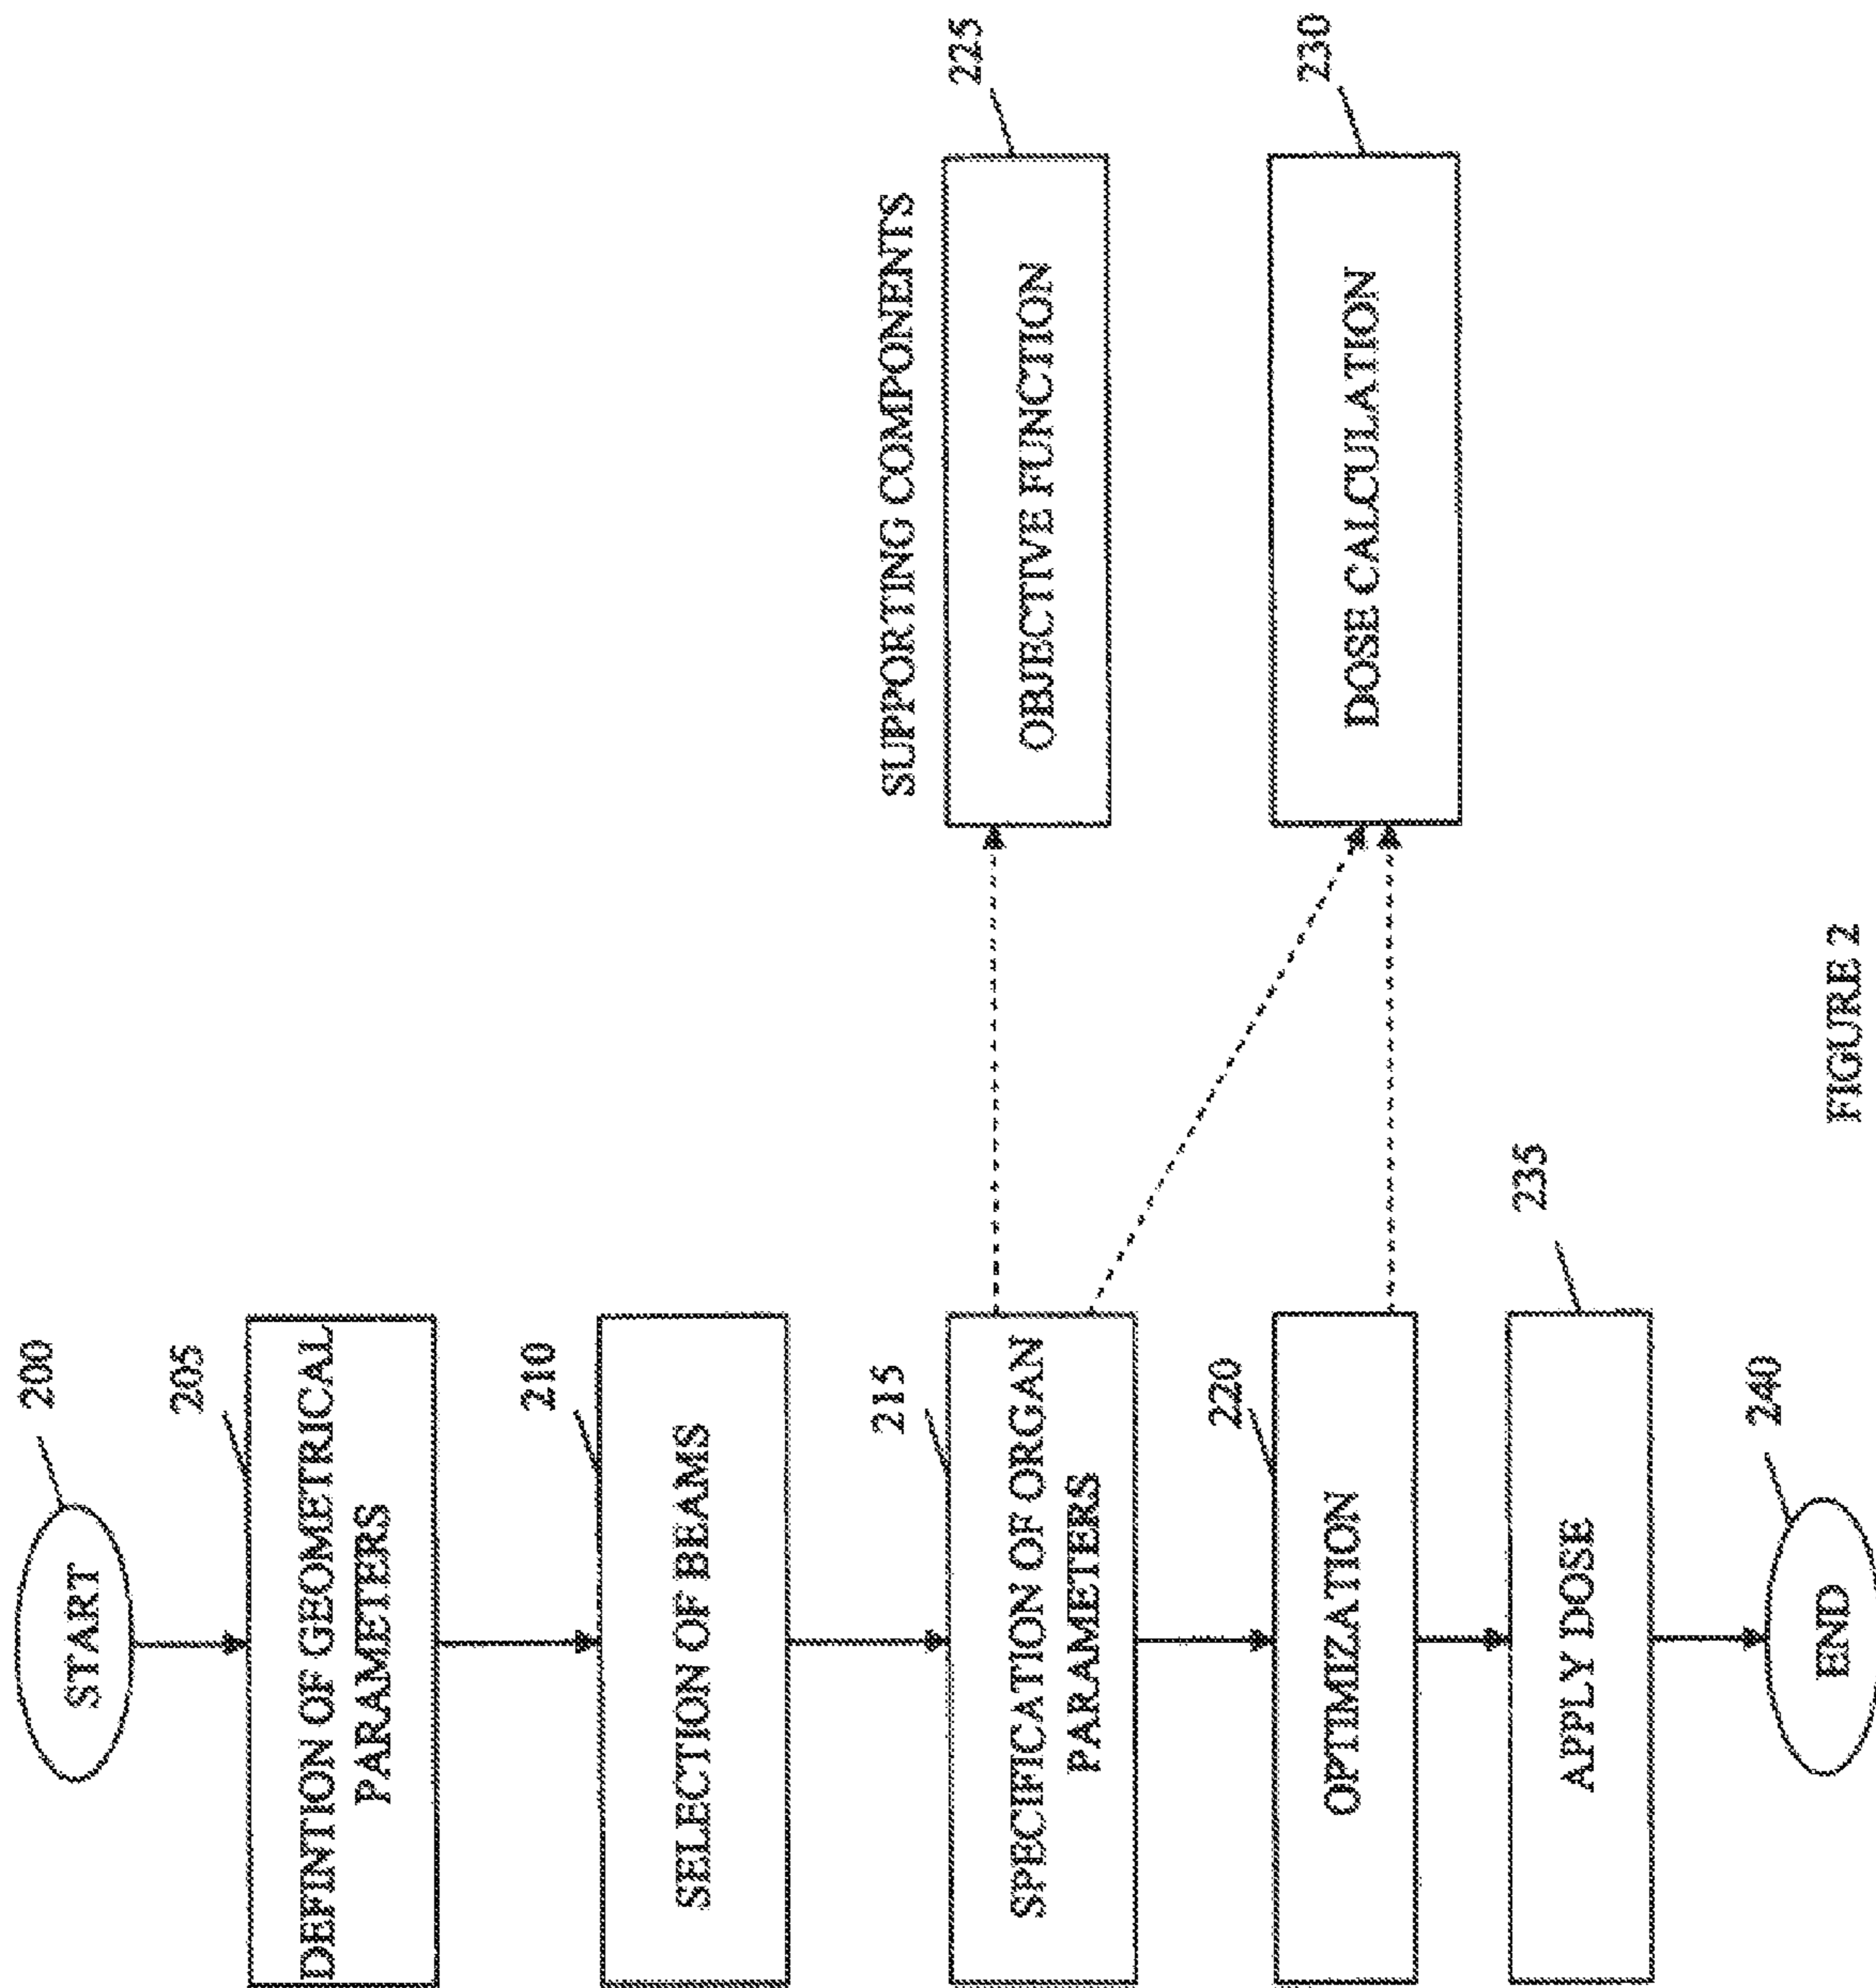 START
200
DEFINTION OF GEOMETRICAL
PARAMETERS
205
SELECTION OF BEAMS
210
SPECIFICATION OF ORGAN
PARAMETERS
215
OPTIMIZATION
220
APPLY DOSE
235
END
240
SUPPORTING COMPONENTS
OBJECTIVE FUNCTION
225
DOSE CALCULATION
230
FIGURE 2